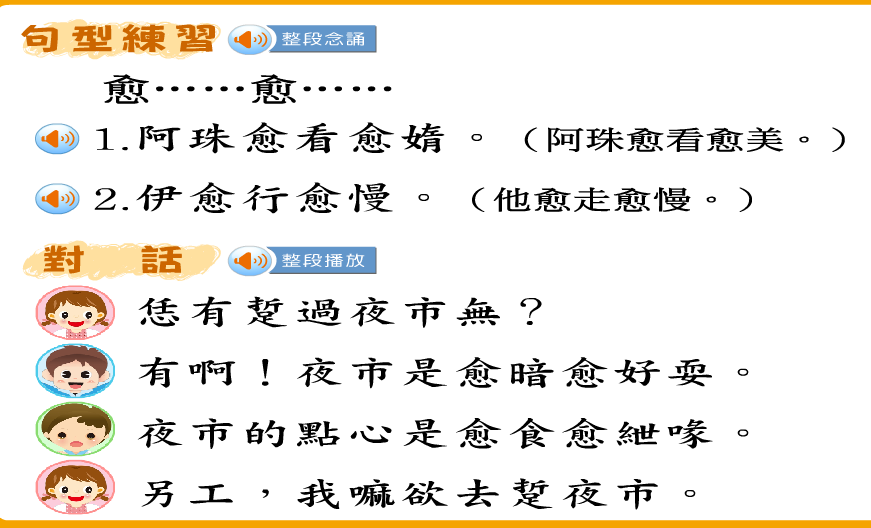 句型練習 整段念誦
愈……愈……
1.阿珠愈看愈媠。（阿珠愈看愈美。）
2.伊愈行愈慢。（他愈走愈慢。）
對話 整段播放
恁有踅過夜市無？
有啊！夜市是愈暗愈好耍。
夜市的點心是愈食愈紲喙。
另工，我嘛欲去踅夜市。